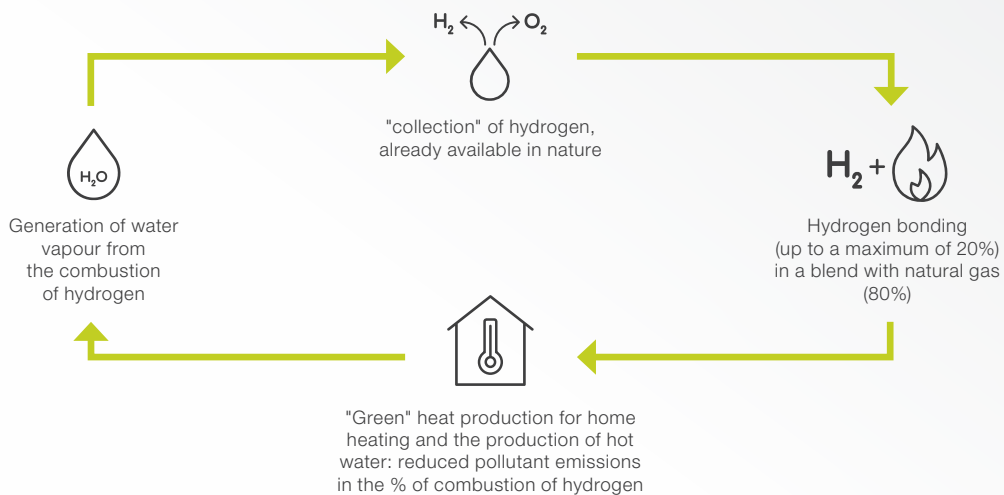 H₂ O₂
"collection" of hydrogen,
already available in nature
H₂ +
Hydrogen bonding
(up to a maximum of 20%)
in a blend with natural gas
(80%)
"Green" heat production for home
heating and the production of hot
water: reduced pollutant emissions
in the % of combustion of hydrogen
H₂O
Generation of water
vapour from
the combustion
of hydrogen